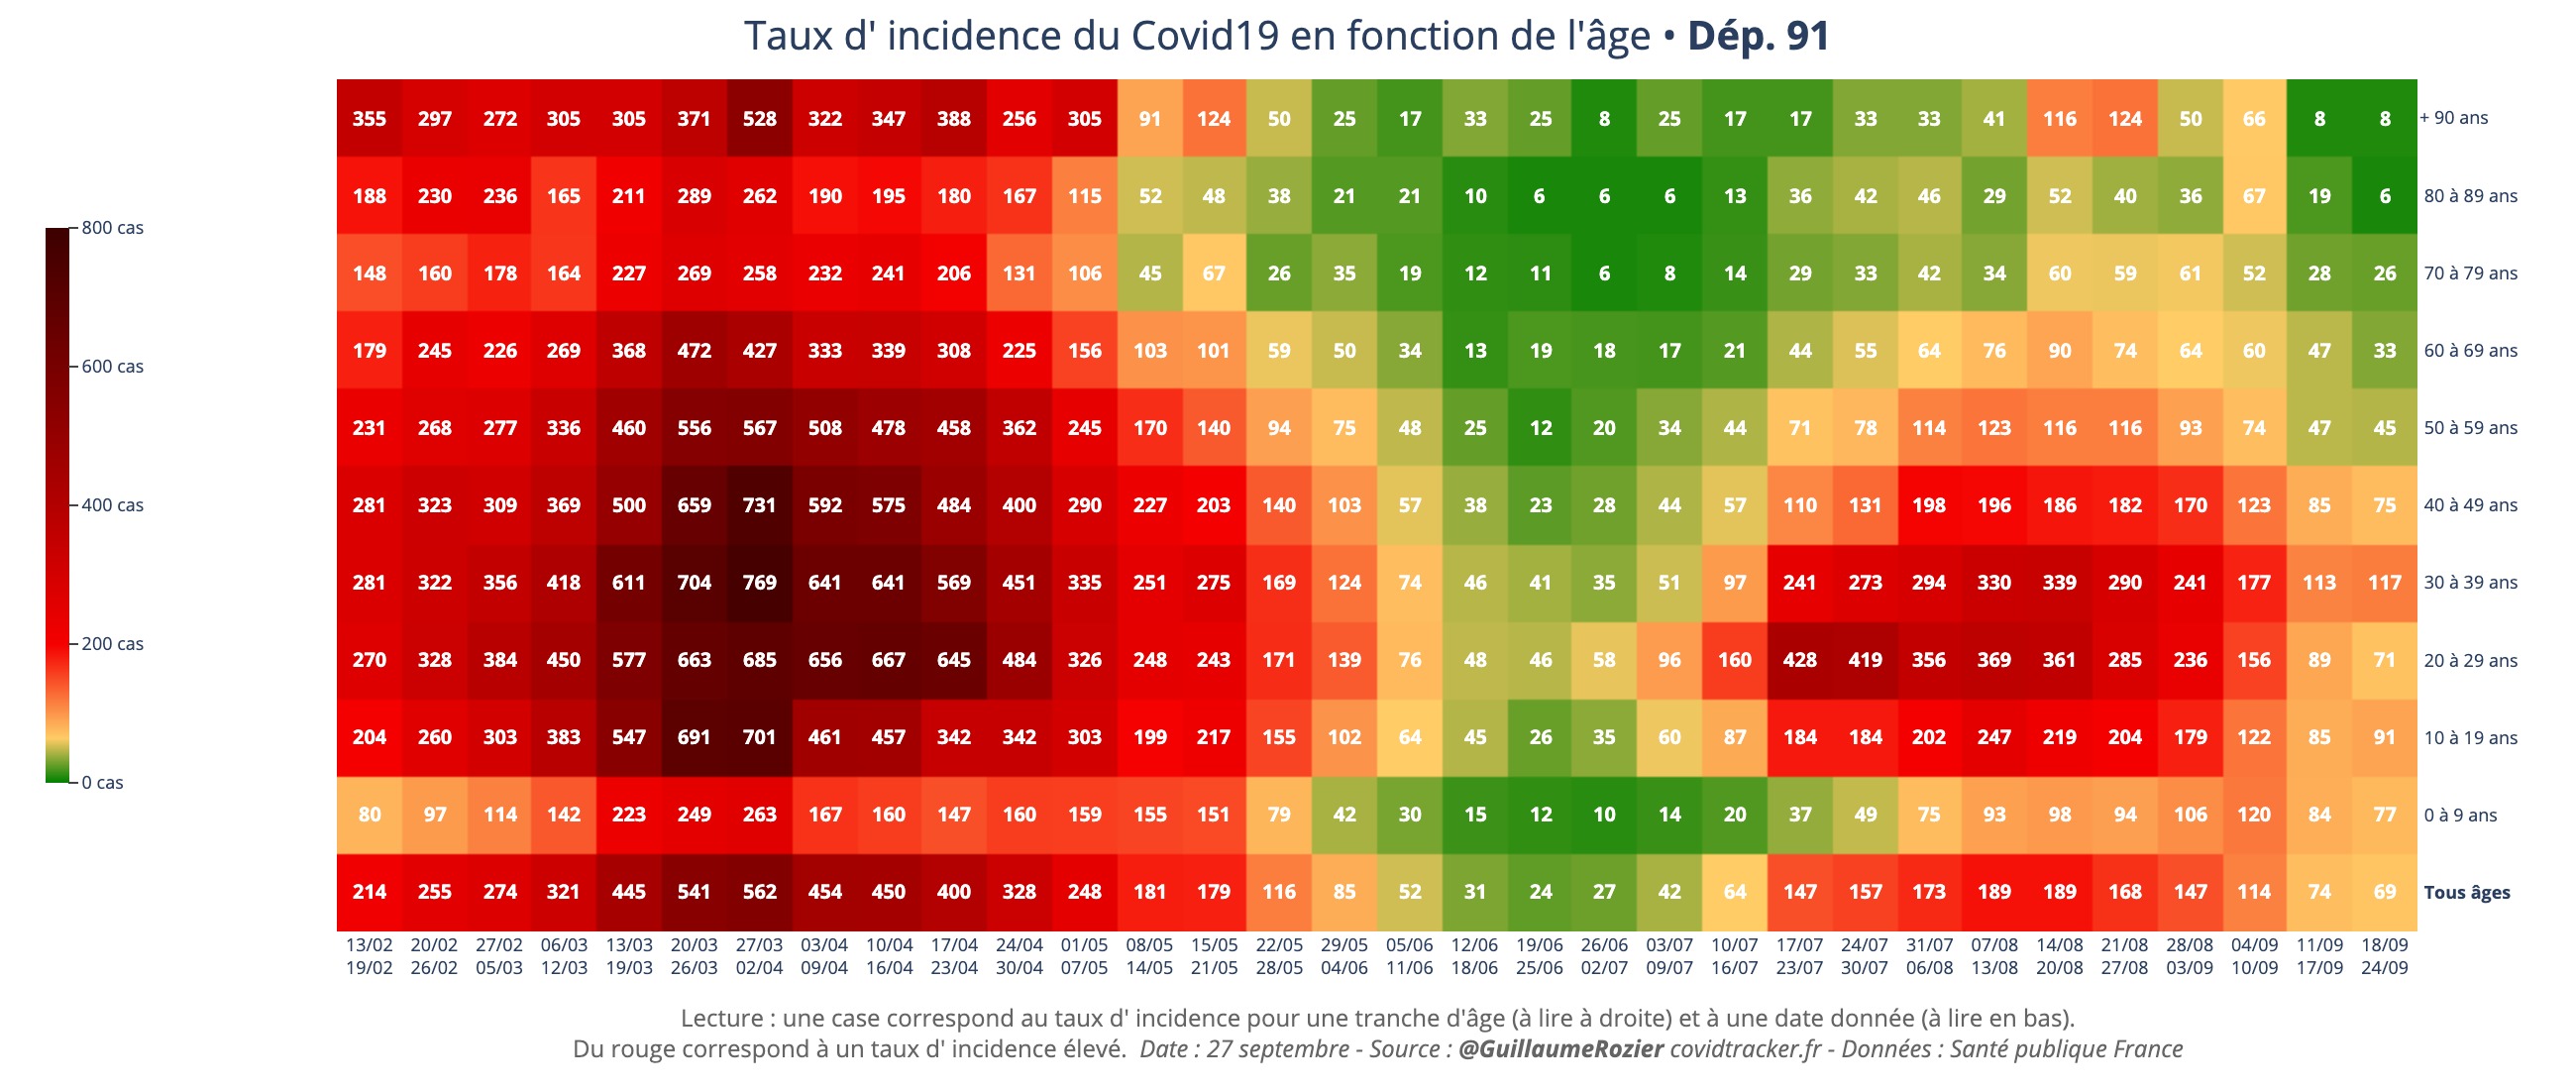 Taux d' incidence du Covid19 en fonction de l'âge • Dép. 91
800 cas
600 cas
400 cas
200 cas
0 cas
355 297 272 305 305 371 528 322 347 388 256 305 91 124 50 25 17 33 25 8 25 17 17 33 33 41 116 124 50 66 8 8 + 90 ans
188 230 236 165 211 289 262 190 195 180 167 115 52 48 38 21 21 10 6 6 6 13 36 42 46 29 52 40 36 67 19 6 80 à 89 ans
148 160 178 164 227 269 258 232 241 206 131 106 45 67 26 35 19 12 11 6 8 14 29 33 42 34 60 59 61 52 28 26 70 à 79 ans
179 245 226 269 368 472 427 333 339 308 225 156 103 101 59 50 34 13 19 18 17 21 44 55 64 76 90 74 64 60 47 33 60 à 69 ans
231 268 277 336 460 556 567 508 478 458 362 245 170 140 94 75 48 25 12 20 34 44 71 78 114 123 116 116 93 74 47 45 50 à 59 ans
281 323 309 369 500 659 731 592 575 484 400 290 227 203 140 103 57 38 23 28 44 57 110 131 198 196 186 182 170 123 85 75 40 à 49 ans
281 322 356 418 611 704 769 641 641 569 451 335 251 275 169 124 74 46 41 35 51 97 241 273 294 330 339 290 241 177 113 117 30 à 39 ans
270 328 384 450 577 663 685 656 667 645 484 326 248 243 171 139 76 48 46 58 96 160 428 419 356 369 361 285 236 156 89 71 20 à 29 ans
204 260 303 383 547 691 701 461 457 342 342 303 199 217 155 102 64 45 26 35 60 87 184 184 202 247 219 204 179 122 85 91 10 à 19 ans
80 97 114 142 223 249 263 167 160 147 160 159 155 151 79 42 30 15 12 10 14 20 37 49 75 93 98 94 106 120 84 77 0 à 9 ans
214 255 274 321 445 541 562 454 450 400 328 248 181 179 116 85 52 31 24 27 42 64 147 157 173 189 189 168 147 114 74 69 Tous âges
13/02 20/02 27/02 06/03 13/03 20/03 27/03 03/04 10/04 17/04 24/04 01/05 08/05 15/05 22/05 29/05 05/06 12/06 19/06 26/06 03/07 10/07 17/07 24/07 31/07 07/08 14/08 21/08 28/08 04/09 11/09 18/09
19/02 26/02 05/03 12/03 19/03 26/03 02/04 09/04 16/04 23/04 30/04 07/05 14/05 21/05 28/05 04/06 11/06 18/06 25/06 02/07 09/07 16/07 23/07 30/07 06/08 13/08 20/08 27/08 03/09 10/09 17/09 24/09
Lecture : une case correspond au taux d' incidence pour une tranche d'âge (à lire à droite) et à une date donnée (à lire en bas).
Du rouge correspond à un taux d' incidence élevé. Date : 27 septembre - Source : @GuillaumeRozier covidtracker.fr - Données : Santé publique France